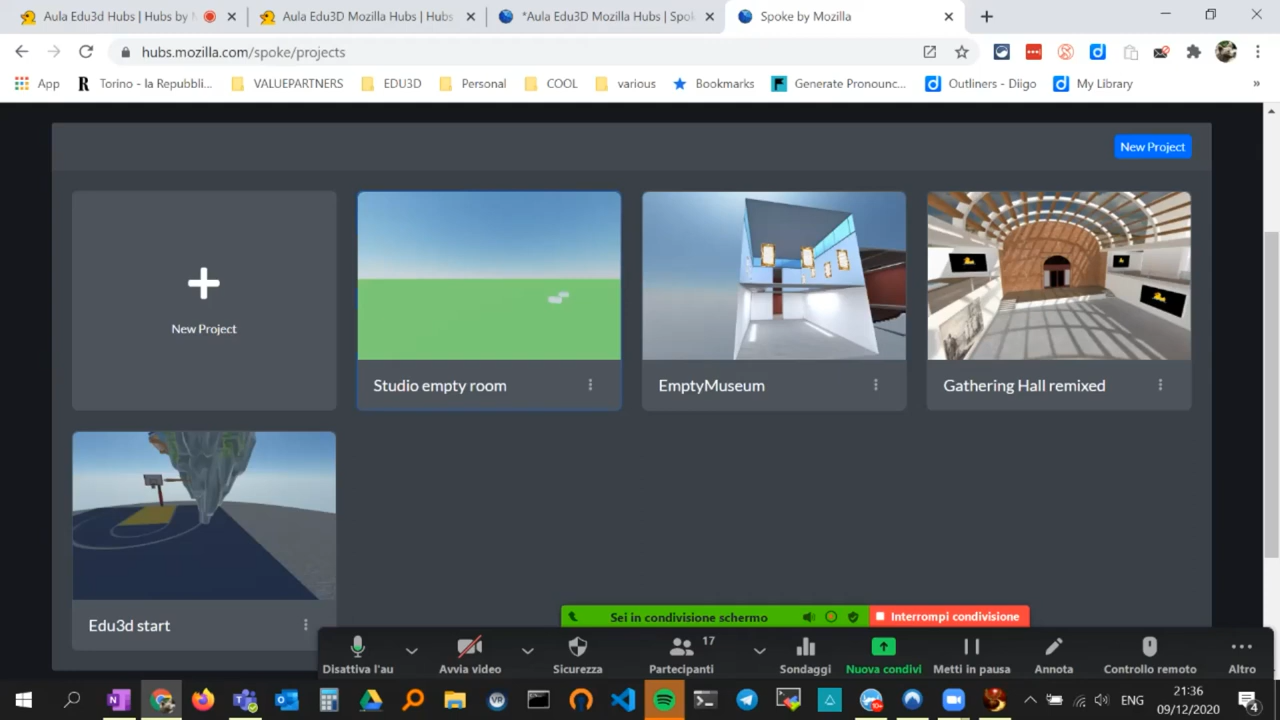 Aula Edu3d Hubs | Hubs by M
Aula Edu3D Mozilla Hubs | Hubs
*Aula Edu3D Mozilla Hubs | Spok
Spoke by Mozilla
hubs.mozilla.com/spoke/projects
App
Torino - la Repubbli...
VALUEPARTNERS
EDU3D
Personal
COOL
various
Bookmarks
Generate Pronounc...
Outliners - Diigo
My Library
»
New Project
New Project
Studio empty room
EmptyMuseum
Gathering Hall remixed
Edu3d start
Sei in condivisione schermo
Interrompi condivisione
17
Disattiva l'au
Avvia video
Sicurezza
Partecipanti
Sondaggi
Nuova condivi
Metti in pausa
Annota
Controllo remoto
Altro
ENG
21:36
09/12/2020
4